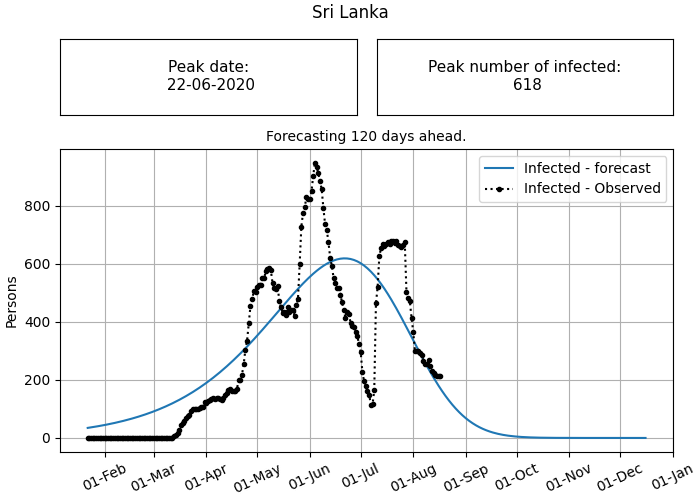 Sri Lanka
Peak date:
22-06-2020
Peak number of infected:
618
Forecasting 120 days ahead.
Infected - forecast
Infected - Observed
Persons
800
600
400
200
0
01-Feb
01-Mar
01-Apr
01-May
01-Jun
01-Jul
01-Aug
01-Sep
01-Oct
01-Nov
01-Dec
01-Jan